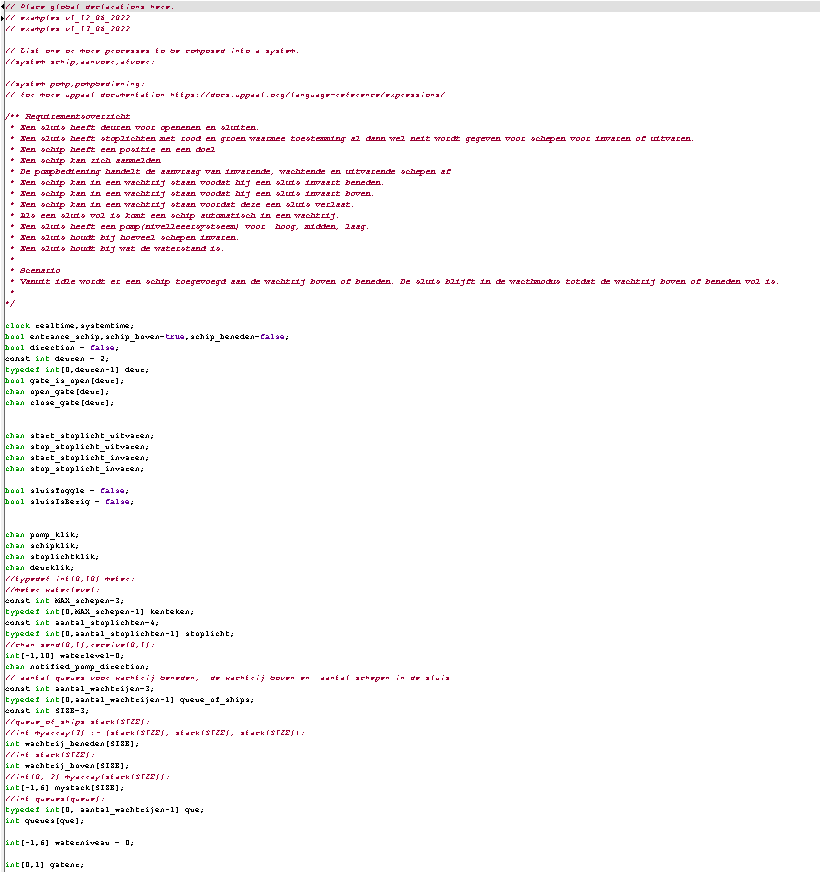 // Place global declarations here.
// examples v1_12_06_2022
// examples v1_17_06_2022
// List one or more processes to be composed into a system.
//system schip,aanvoer,afvoer;
//system pomp,pompbediening;
// for more uppaal documentation https://docs.uppaal.org/language-reference/expressions/
/** Requirementsoverzicht
* Een sluis heeft deuren voor openenen en sluiten.
* Een sluis heeft stoplichten met rood en groen waarmee toestemming al dan wel neit wordt gegeven voor schepen voor invaren of uitvaren.
* Een schip heeft een positie en een doel
* Een schip kan zich aanmelden
* De pompbediening handelt de aanvraag van invarende, wachtende en uitvarende schepen af
* Een schip kan in een wachtrij staan voodat hij een sluis invaart beneden.
* Een schip kan in een wachtrij staan voodat hij een sluis invaart boven.
* Een schip kan in een wachtrij staan voordat deze een sluis verlaat.
* Als een sluis vol is komt een schip automatisch in een wachtrij.
* Een sluis heeft een pomp(nivelleersysteem) voor hoog, midden, laag.
* Een sluis houdt bij hoeveel schepen invaren.
* Een sluis houdt bij wat de waterstand is.
*
* Scenario
* Vanuit idle wordt er een schip toegevoegd aan de wachtrij boven of beneden. De sluis blijft in de wachtmodus totdat de wachtrij boven of beneden vol is.
*
*/
clock realtime,systemtime;
bool entrance_schip,schip_boven=true,schip_beneden=false;
bool direction = false;
const int deuren = 2;
typedef int[0,deuren-1] deur;
bool gate_is_open[deur];
chan open_gate[deur];
chan close_gate[deur];
chan start_stoplicht_uitvaren;
chan stop_stoplicht_uitvaren;
chan start_stoplicht_invaren;
chan stop_stoplicht_invaren;
bool sluisToggle = false;
bool sluisIsBezig = false;
chan pomp_klik;
chan schipklik;
chan stoplichtklik;
chan deurklik;
//typedef int[0,10] meter;
//meter waterlevel;
const int MAX_schepen=3;
typedef int[0,MAX_schepen-1] kenteken;
const int aantal_stoplichten=4;
typedef int[0,aantal_stoplichten-1] stoplicht;
//chan send[0,1],receive[0,1];
int[-1,10] waterlevel=0;
chan notified_pomp_direction;
// aantal queues voor wachtrij beneden, de wachtrij boven en aantal schepen in de sluis
const int aantal_wachtrijen=3;
typedef int[0,aantal_wachtrijen-1] queue_of_ships;
const int SIZE=3;
//queue_of_ships stack[SIZE];
//int myarray[3] := {stack[SIZE], stack[SIZE], stack[SIZE]};
int wachtrij_beneden[SIZE];
//int stack[SIZE];
int wachtrij_boven[SIZE];
//int[0, 2] myarray[stack[SIZE]];
int[-1,6] mystack[SIZE];
//int queues[queue];
typedef int[0, aantal_wachtrijen-1] que;
int queues[que];
int[-1,6] waterniveau = 0;
int[0,1] gatenr;